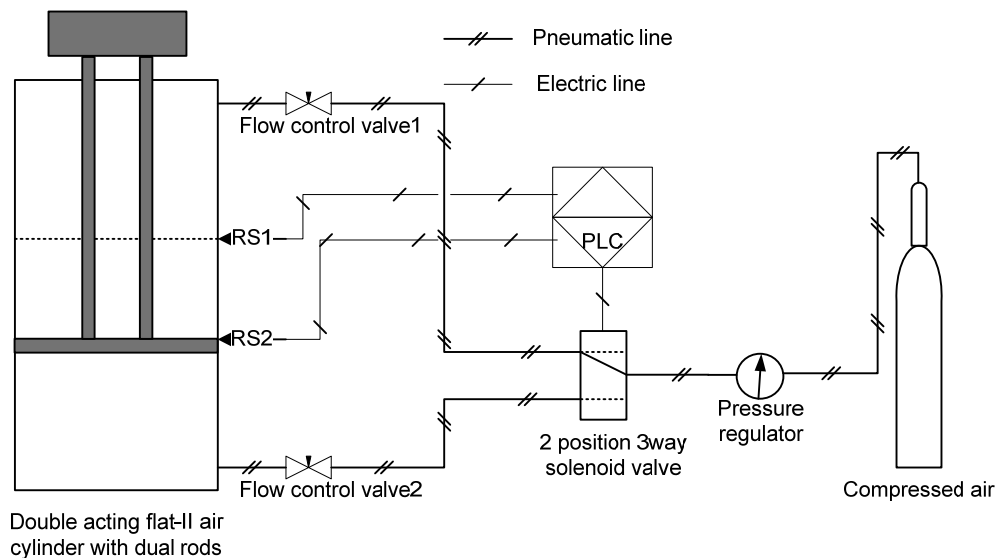 Pneumatic line
Electric line
Flow control valve1
RS1
PLC
RS2
Pressure
regulator
2 position 3way
solenoid valve
Flow control valve2
Compressed air
Double acting flat-II air
cylinder with dual rods